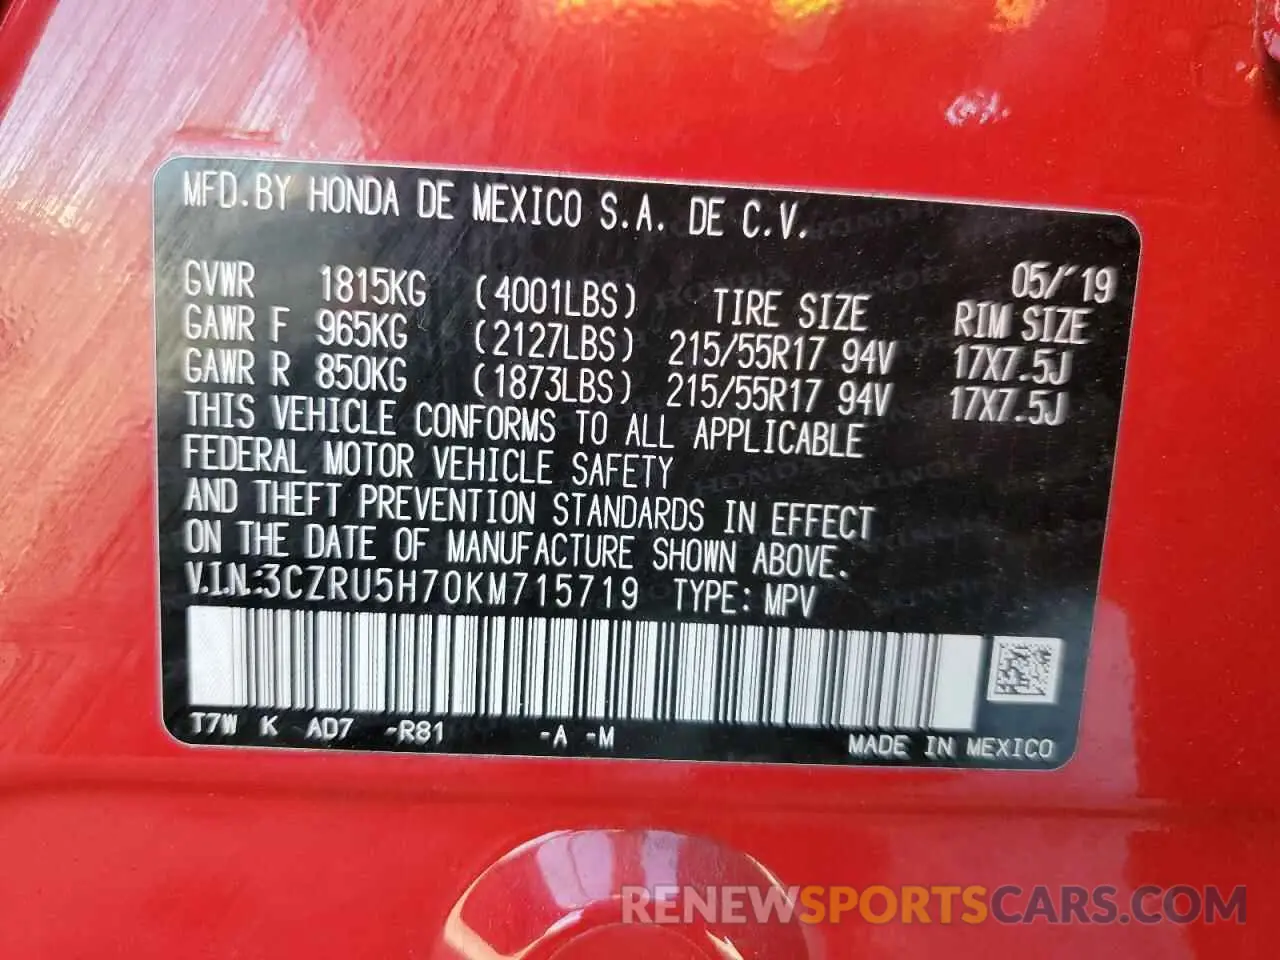 MFD.BY HONDA DE MEXICO S.A. DE C.V.
05/'19
GVWR 1815KG (4001LBS) TIRE SIZE RIM SIZE
GAWR F 965KG (2127LBS) 215/55R17 94V 17X7.5J
GAWR R 850KG (1873LBS) 215/55R17 94V 17X7.5J
THIS VEHICLE CONFORMS TO ALL APPLICABLE
FEDERAL MOTOR VEHICLE SAFETY
AND THEFT PREVENTION STANDARDS IN EFFECT
ON THE DATE OF MANUFACTURE SHOWN ABOVE.
V.I.N.:3CZRU5H70KM715719 TYPE: MPV
T7W K AD7 -R81 -A -M
MADE IN MEXICO
RENEWSPORTSCARS.COM